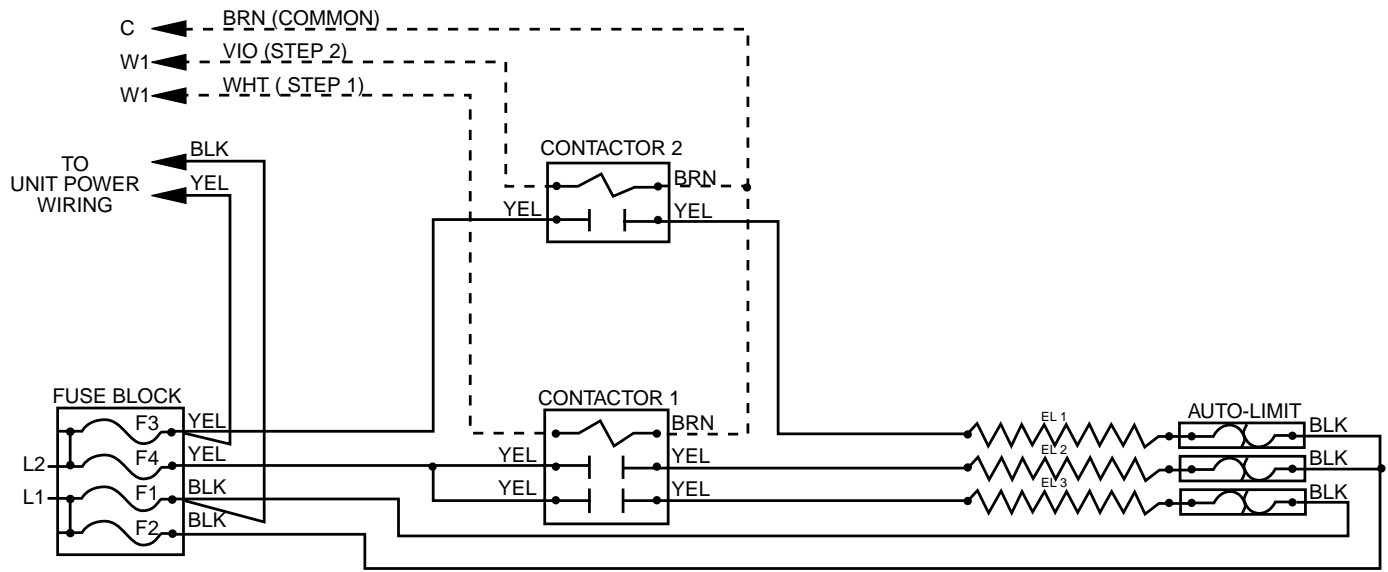 C BRN (COMMON)
W1 VIO (STEP 2)
W1 WHT ( STEP 1)
BLK
TO
UNIT POWER
WIRING
YEL
CONTACTOR 2
BRN
YEL YEL
FUSE BLOCK
CONTACTOR 1
AUTO-LIMIT
F3 YEL
BRN
EL 1
BLK
L2 F4 YEL
YEL YEL
EL 2
BLK
L1 F1 BLK
YEL YEL
EL 3
BLK
F2 BLK